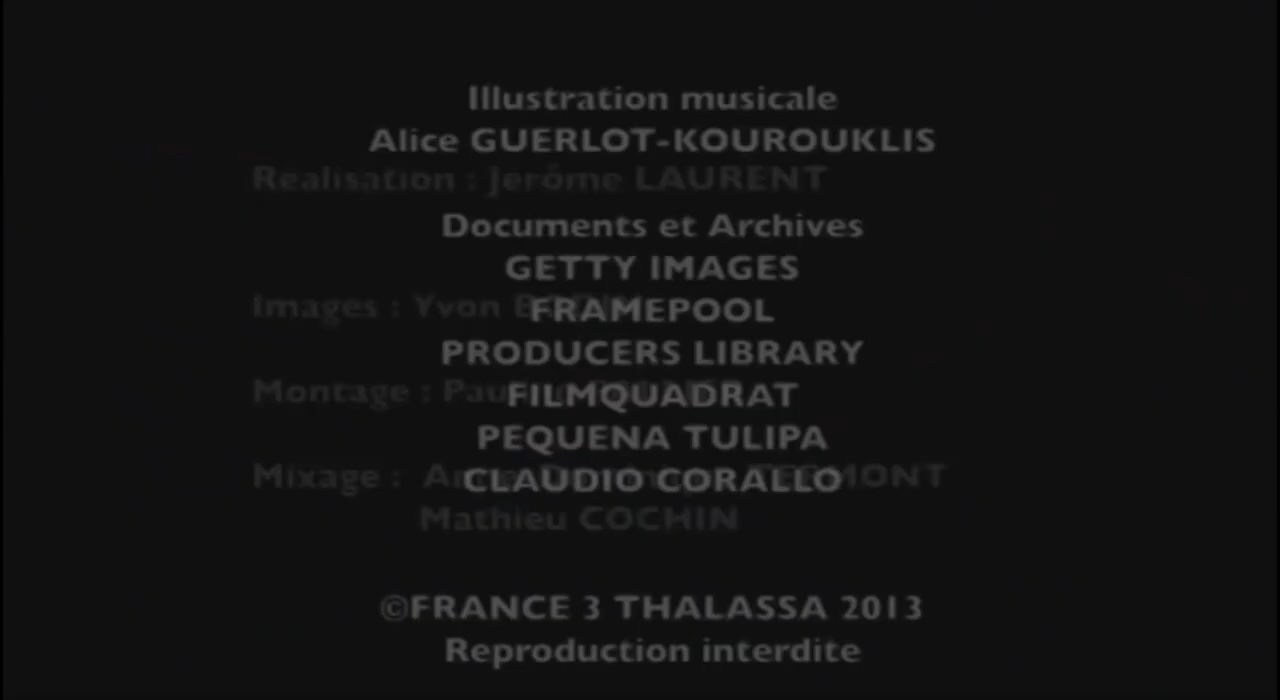 Illustration musicale
Alice GUERLOT-KOUROUKLIS
Realisation : Jerôme LAURENT
Documents et Archives
GETTY IMAGES
Images : Yvon
FRAMEPOOL
PRODUCERS LIBRARY
Montage :
FILMQUADRAT
PEQUENA TULIPA
Mixage :
CLAUDIO CORALLO
Mathieu COCHIN
©FRANCE 3 THALASSA 2013
Reproduction interdite